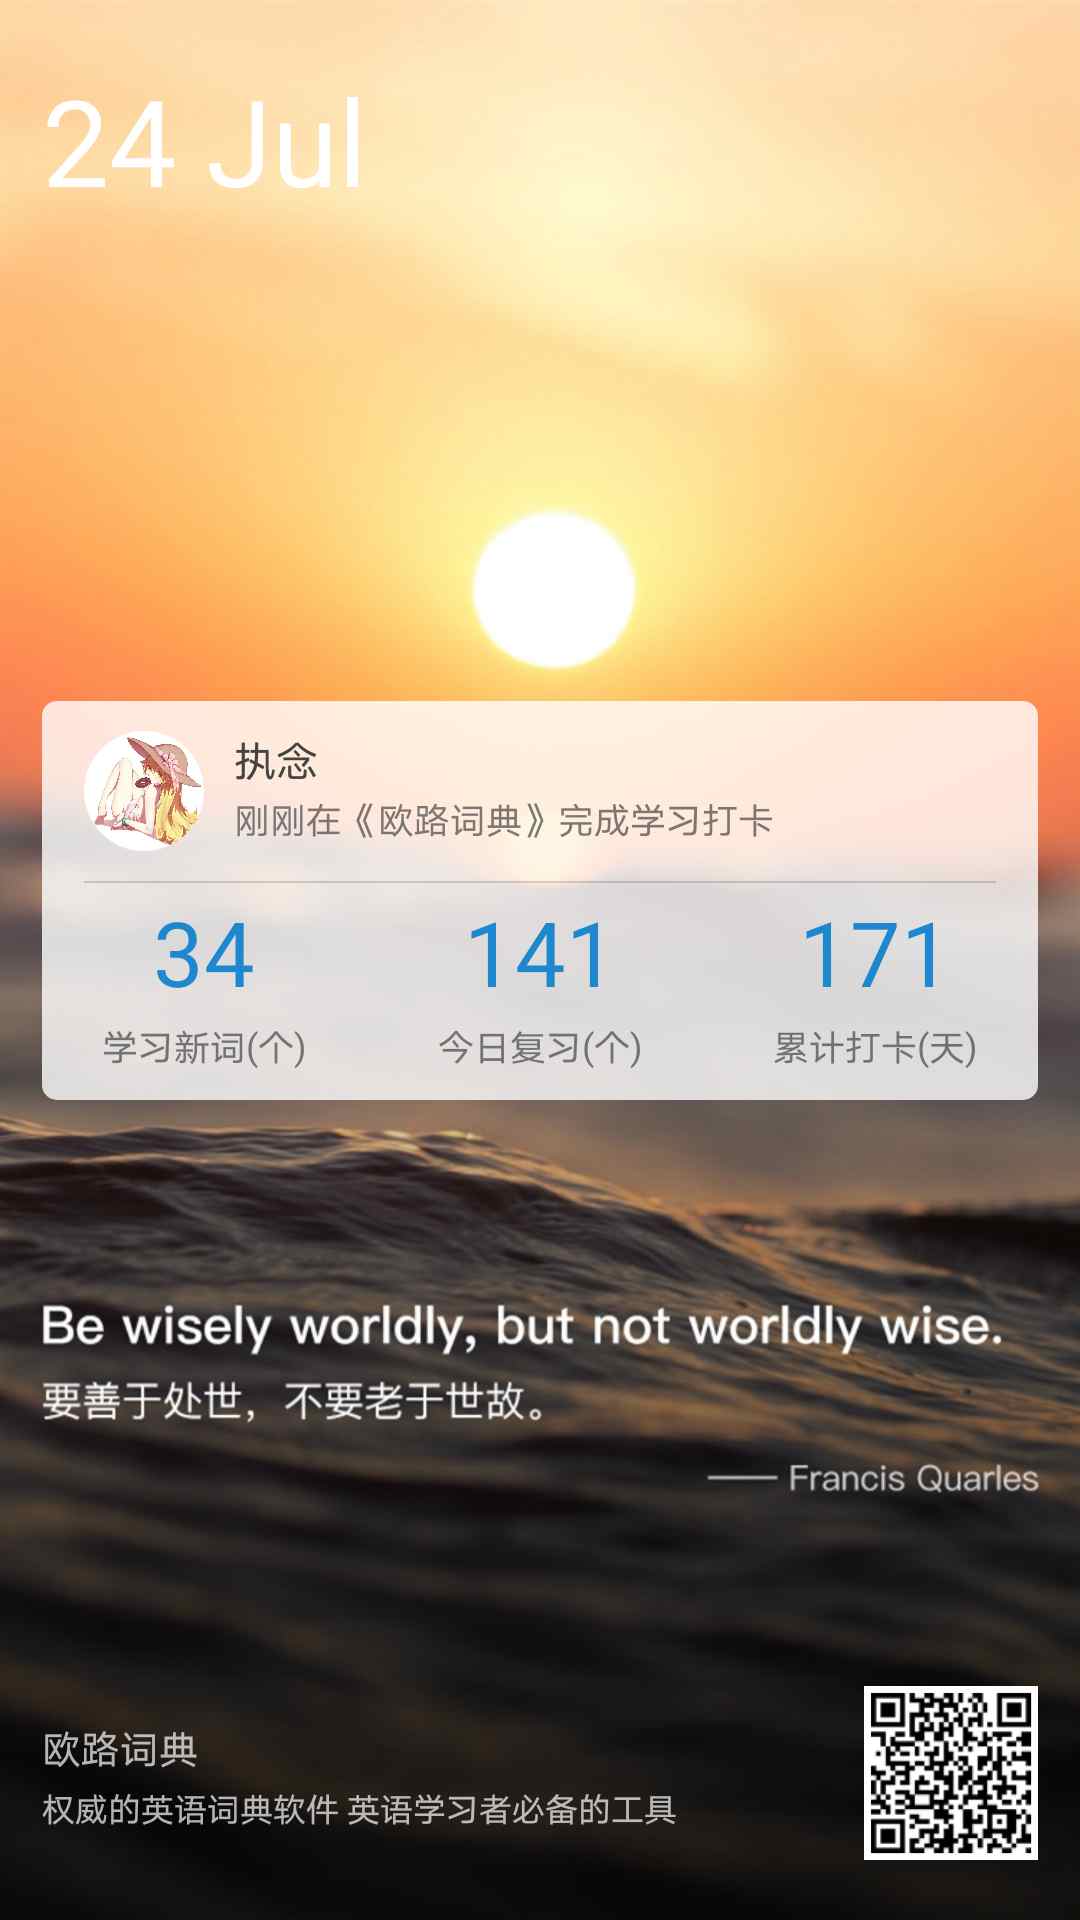 24 Jul
执念
刚刚在《欧路词典》完成学习打卡
34 141 171
学习新词(个) 今日复习(个) 累计打卡(天)
Be wisely worldly, but not worldly wise.
要善于处世，不要老于世故。
—— Francis Quarles
欧路词典
权威的英语词典软件 英语学习者必备的工具